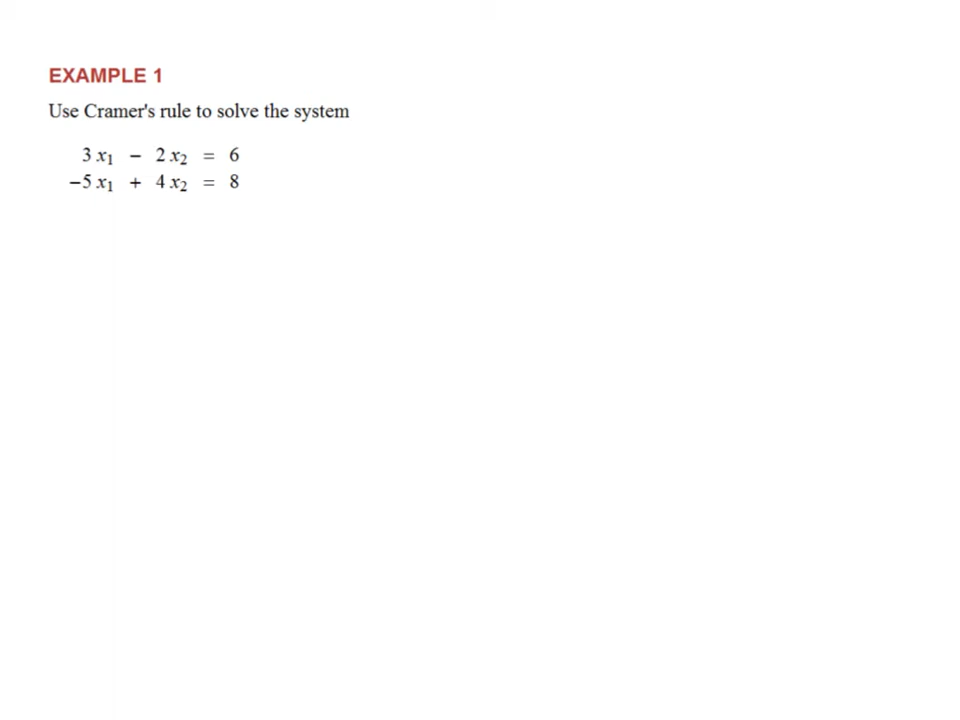 EXAMPLE 1
Use Cramer's rule to solve the system
3 x₁ − 2 x₂ = 6
−5 x₁ + 4 x₂ = 8